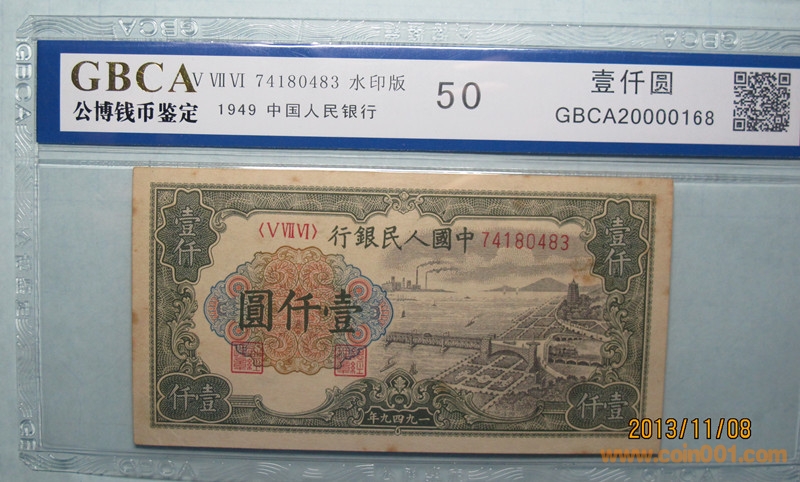 GBCA V VII VI 74180483 水印版
公博钱币鉴定 1949 中国人民银行
50
壹仟圆
GBCA20000168
壹仟
壹仟
〈V VII VI〉 行銀民人國中 74180483
圓仟壹
仟壹
仟壹
年九四九一
2013/11/08
www.coin001.com